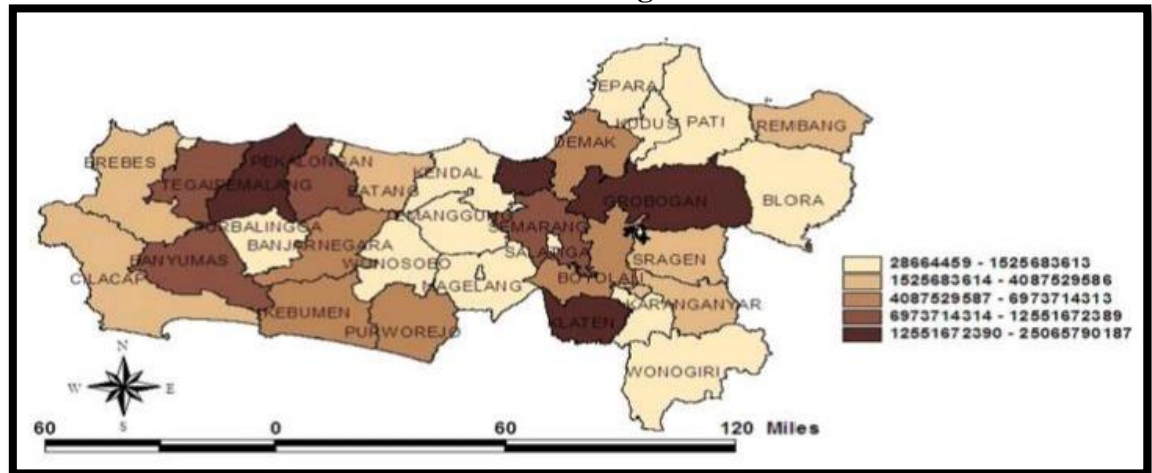 EPARA
KUDUS
PATI
REMBANG
DEMAK
BREBES
PEKALONGAN
TEGAL
PEMALANG
BATANG
KENDAL
GROBOGAN
BLORA
EMANGGUNG
SEMARANG
PURBALINGGA
BANJARNEGARA
BANYUMAS
WONOSOBO
SALATIGA
SRAGEN
CILACAP
MAGELANG
BOYOLALI
KARANGANYAR
KEBUMEN
PURWOREJO
KLATEN
WONOGIRI
28664459 - 1525683613
1525683614 - 4087529586
4087529587 - 6973714313
6973714314 - 12551672389
12551672390 - 25065790187
N
W E
S
60 0 60 120 Miles